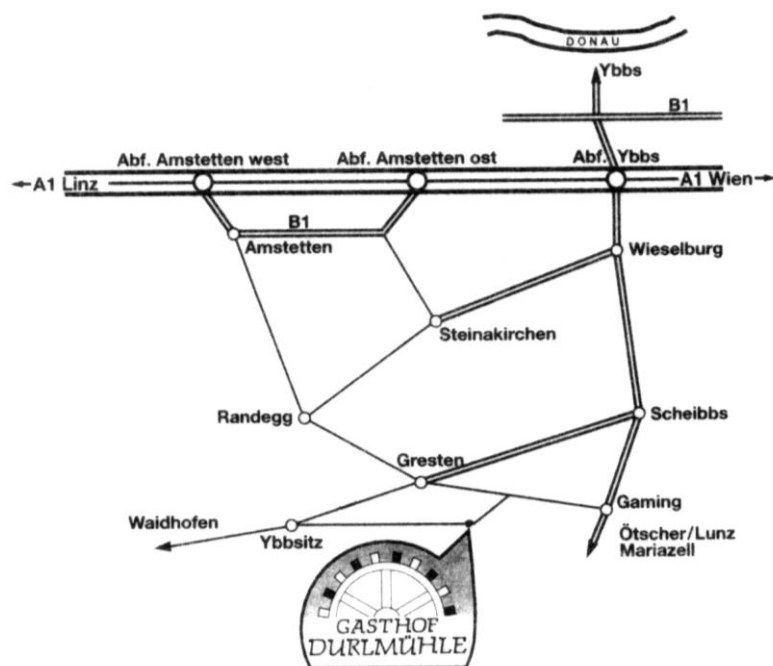 DONAU
Ybbs
B1
Abf. Amstetten west
Abf. Amstetten ost
Abf. Ybbs
A1 Linz
A1 Wien
B1
Amstetten
Wieselburg
Steinakirchen
Randegg
Scheibbs
Gresten
Gaming
Waidhofen
Ybbsitz
Ötscher/Lunz
Mariazell
GASTHOF
DURLMÜHLE